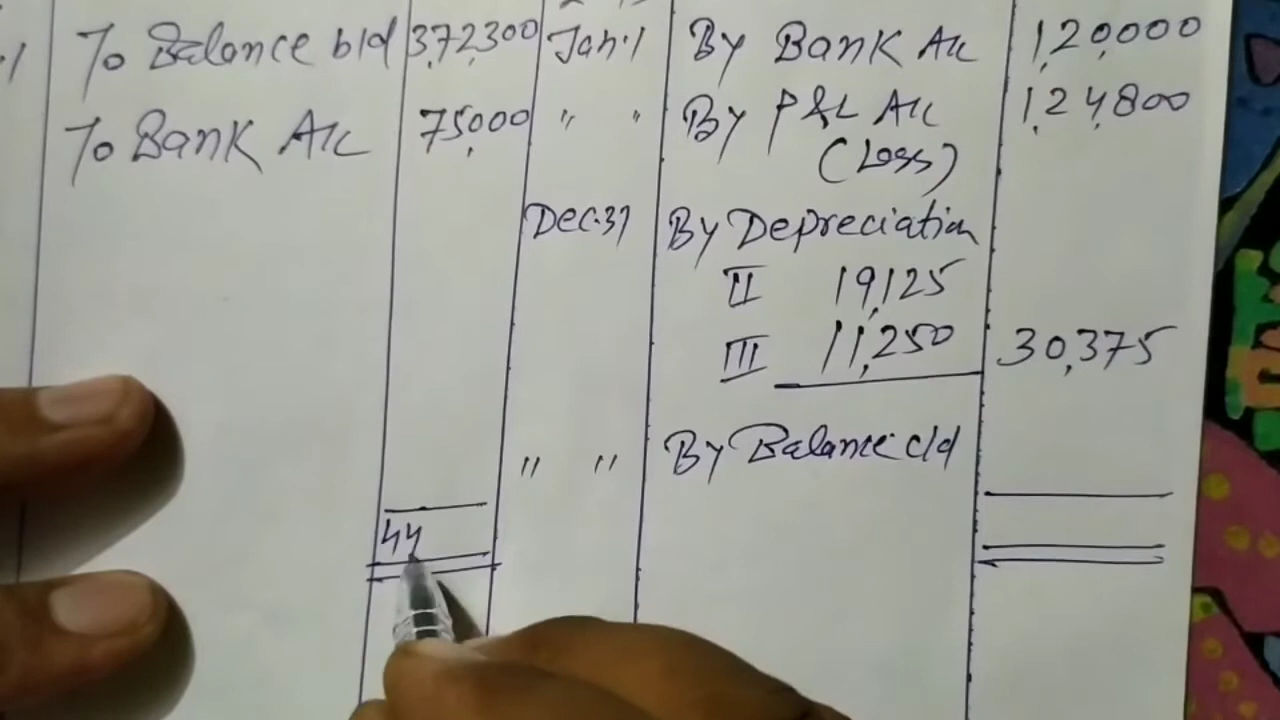 .1 To Balance b/d 3,72,300 Jan.1 By Bank A/c 1,20,000
To Bank A/c 75,000 " " By P&L A/c 1,24,800
(Loss)
Dec.31 By Depreciation
II 19,125
III 11,250 30,375
" " By Balance c/d
44